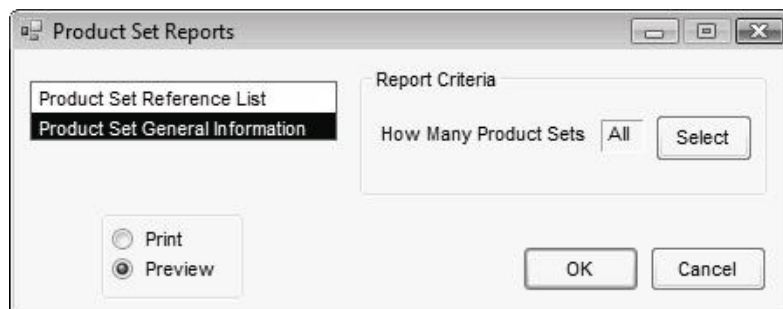 Product Set Reports
Product Set Reference List
Product Set General Information
Report Criteria
How Many Product Sets All Select
Print
Preview
OK Cancel